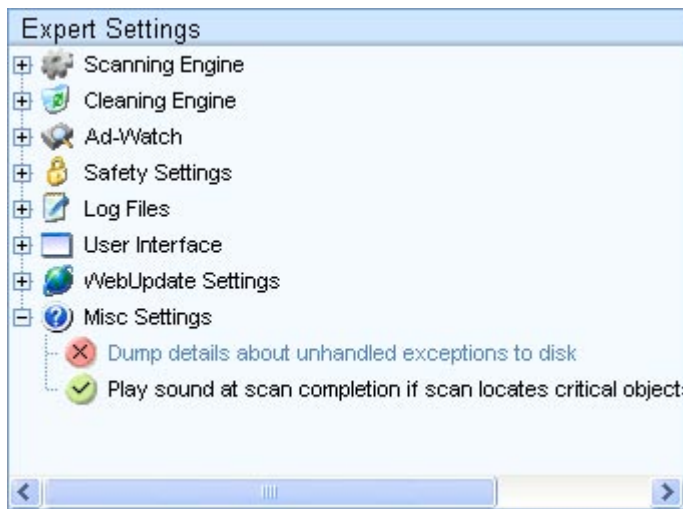 Expert Settings
Scanning Engine
Cleaning Engine
Ad-Watch
Safety Settings
Log Files
User Interface
WebUpdate Settings
Misc Settings
Dump details about unhandled exceptions to disk
Play sound at scan completion if scan locates critical object